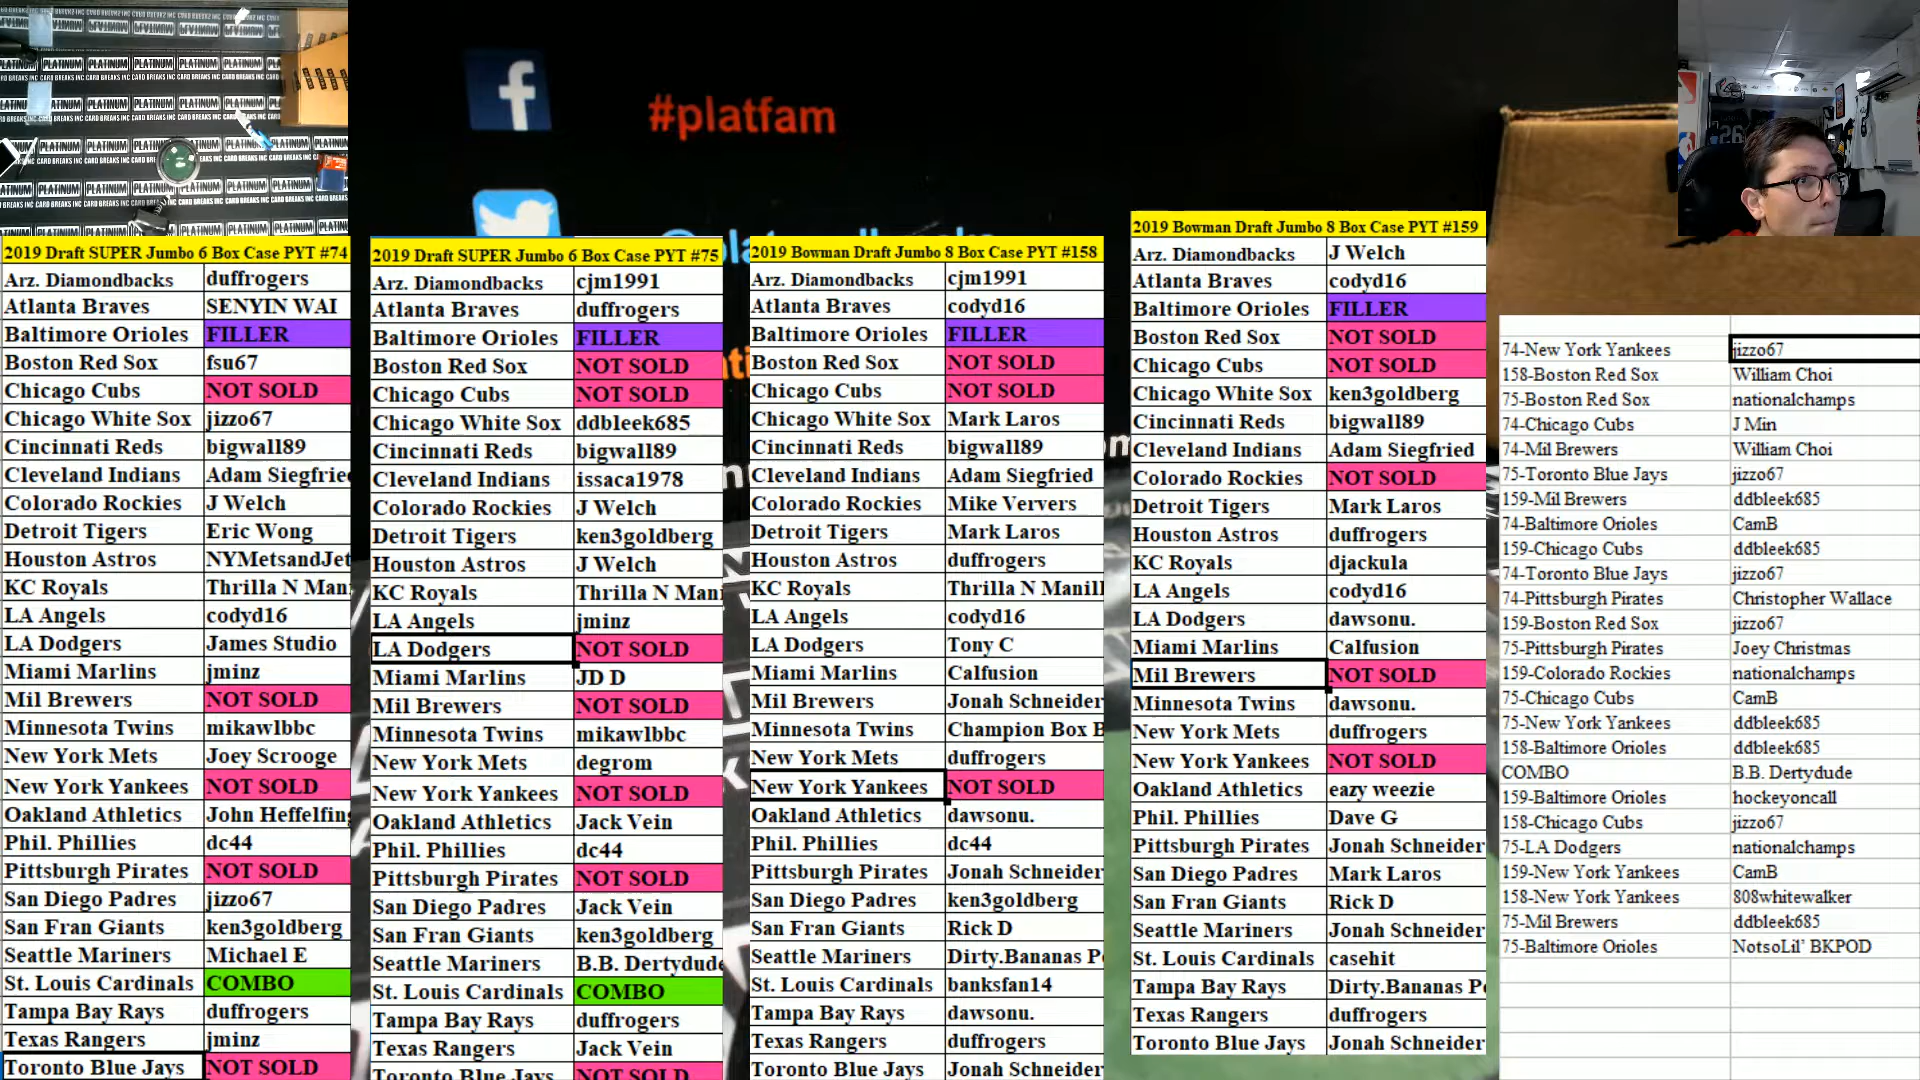 #platfam
2019 Draft SUPER Jumbo 6 Box Case PYT #74
Arz. Diamondbacks duffrogers
Atlanta Braves SENYIN WAI
Baltimore Orioles FILLER
Boston Red Sox fsu67
Chicago Cubs NOT SOLD
Chicago White Sox jizzo67
Cincinnati Reds bigwall89
Cleveland Indians Adam Siegfrie
Colorado Rockies J Welch
Detroit Tigers Eric Wong
Houston Astros NYMetsandJet
KC Royals Thrilla N Man
LA Angels codyd16
LA Dodgers James Studio
Miami Marlins jminz
Mil Brewers NOT SOLD
Minnesota Twins mikawlbbc
New York Mets Joey Scrooge
New York Yankees NOT SOLD
Oakland Athletics John Heffelfing
Phil. Phillies dc44
Pittsburgh Pirates NOT SOLD
San Diego Padres jizzo67
San Fran Giants ken3goldberg
Seattle Mariners Michael E
St. Louis Cardinals COMBO
Tampa Bay Rays duffrogers
Texas Rangers jminz
Toronto Blue Jays NOT SOLD
2019 Draft SUPER Jumbo 6 Box Case PYT #75
Arz. Diamondbacks cjm1991
Atlanta Braves duffrogers
Baltimore Orioles FILLER
Boston Red Sox NOT SOLD
Chicago Cubs NOT SOLD
Chicago White Sox ddbleek685
Cincinnati Reds bigwall89
Cleveland Indians issaca1978
Colorado Rockies J Welch
Detroit Tigers ken3goldberg
Houston Astros J Welch
KC Royals Thrilla N Mani
LA Angels jminz
LA Dodgers NOT SOLD
Miami Marlins JD D
Mil Brewers NOT SOLD
Minnesota Twins mikawlbbc
New York Mets degrom
New York Yankees NOT SOLD
Oakland Athletics Jack Vein
Phil. Phillies dc44
Pittsburgh Pirates NOT SOLD
San Diego Padres Jack Vein
San Fran Giants ken3goldberg
Seattle Mariners B.B. Dertydude
St. Louis Cardinals COMBO
Tampa Bay Rays duffrogers
Texas Rangers Jack Vein
Toronto Blue Jays NOT SOLD
2019 Bowman Draft Jumbo 8 Box Case PYT #158
Arz. Diamondbacks cjm1991
Atlanta Braves codyd16
Baltimore Orioles FILLER
Boston Red Sox NOT SOLD
Chicago Cubs NOT SOLD
Chicago White Sox Mark Laros
Cincinnati Reds bigwall89
Cleveland Indians Adam Siegfried
Colorado Rockies Mike Ververs
Detroit Tigers Mark Laros
Houston Astros duffrogers
KC Royals Thrilla N Manill
LA Angels codyd16
LA Dodgers Tony C
Miami Marlins Calfusion
Mil Brewers Jonah Schneider
Minnesota Twins Champion Box B
New York Mets duffrogers
New York Yankees NOT SOLD
Oakland Athletics dawsonu.
Phil. Phillies dc44
Pittsburgh Pirates Jonah Schneider
San Diego Padres ken3goldberg
San Fran Giants Rick D
Seattle Mariners Dirty.Bananas P
St. Louis Cardinals banksfan14
Tampa Bay Rays dawsonu.
Texas Rangers duffrogers
Toronto Blue Jays Jonah Schneider
2019 Bowman Draft Jumbo 8 Box Case PYT #159
Arz. Diamondbacks J Welch
Atlanta Braves codyd16
Baltimore Orioles FILLER
Boston Red Sox NOT SOLD
Chicago Cubs NOT SOLD
Chicago White Sox ken3goldberg
Cincinnati Reds bigwall89
Cleveland Indians Adam Siegfried
Colorado Rockies NOT SOLD
Detroit Tigers Mark Laros
Houston Astros duffrogers
KC Royals djackula
LA Angels codyd16
LA Dodgers dawsonu.
Miami Marlins Calfusion
Mil Brewers NOT SOLD
Minnesota Twins dawsonu.
New York Mets duffrogers
New York Yankees NOT SOLD
Oakland Athletics eazy weezie
Phil. Phillies Dave G
Pittsburgh Pirates Jonah Schneider
San Diego Padres Mark Laros
San Fran Giants Rick D
Seattle Mariners Jonah Schneider
St. Louis Cardinals casehit
Tampa Bay Rays Dirty.Bananas P
Texas Rangers duffrogers
Toronto Blue Jays Jonah Schneider
74-New York Yankees jizzo67
158-Boston Red Sox William Choi
75-Boston Red Sox nationalchamps
74-Chicago Cubs J Min
74-Mil Brewers William Choi
75-Toronto Blue Jays jizzo67
159-Mil Brewers ddbleek685
74-Baltimore Orioles CamB
159-Chicago Cubs ddbleek685
74-Toronto Blue Jays jizzo67
74-Pittsburgh Pirates Christopher Wallace
159-Boston Red Sox jizzo67
75-Pittsburgh Pirates Joey Christmas
159-Colorado Rockies nationalchamps
75-Chicago Cubs CamB
75-New York Yankees ddbleek685
158-Baltimore Orioles ddbleek685
COMBO B.B. Dertydude
159-Baltimore Orioles hockeyoncall
158-Chicago Cubs jizzo67
75-LA Dodgers nationalchamps
159-New York Yankees CamB
158-New York Yankees 808whitewalker
75-Mil Brewers ddbleek685
75-Baltimore Orioles NotsoLil' BKPOD